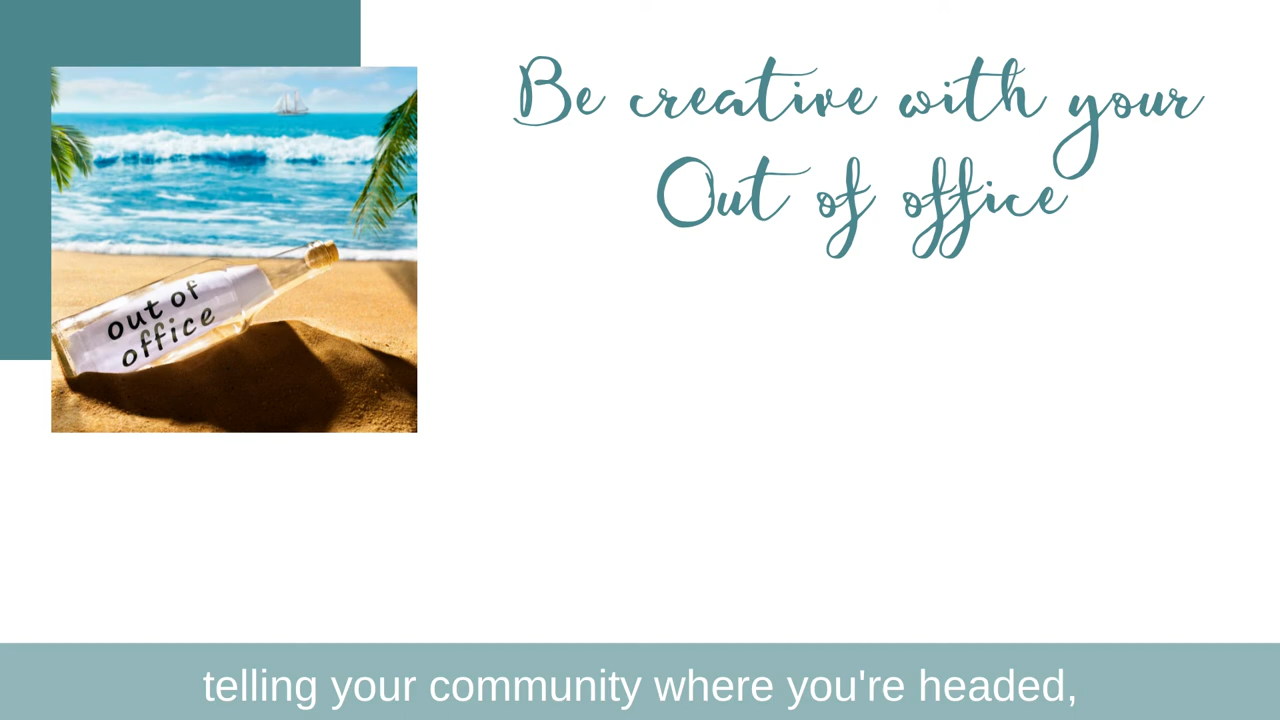 Be creative with your
Out of office
out of
office
telling your community where you're headed,